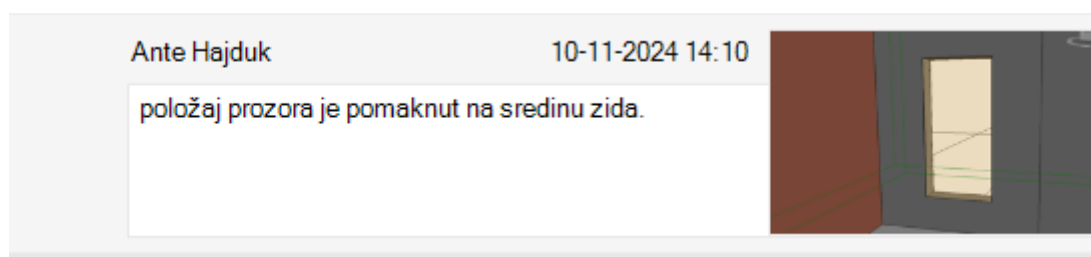 Ante Hajduk 10-11-2024 14:10
položaj prozora je pomaknut na sredinu zida.